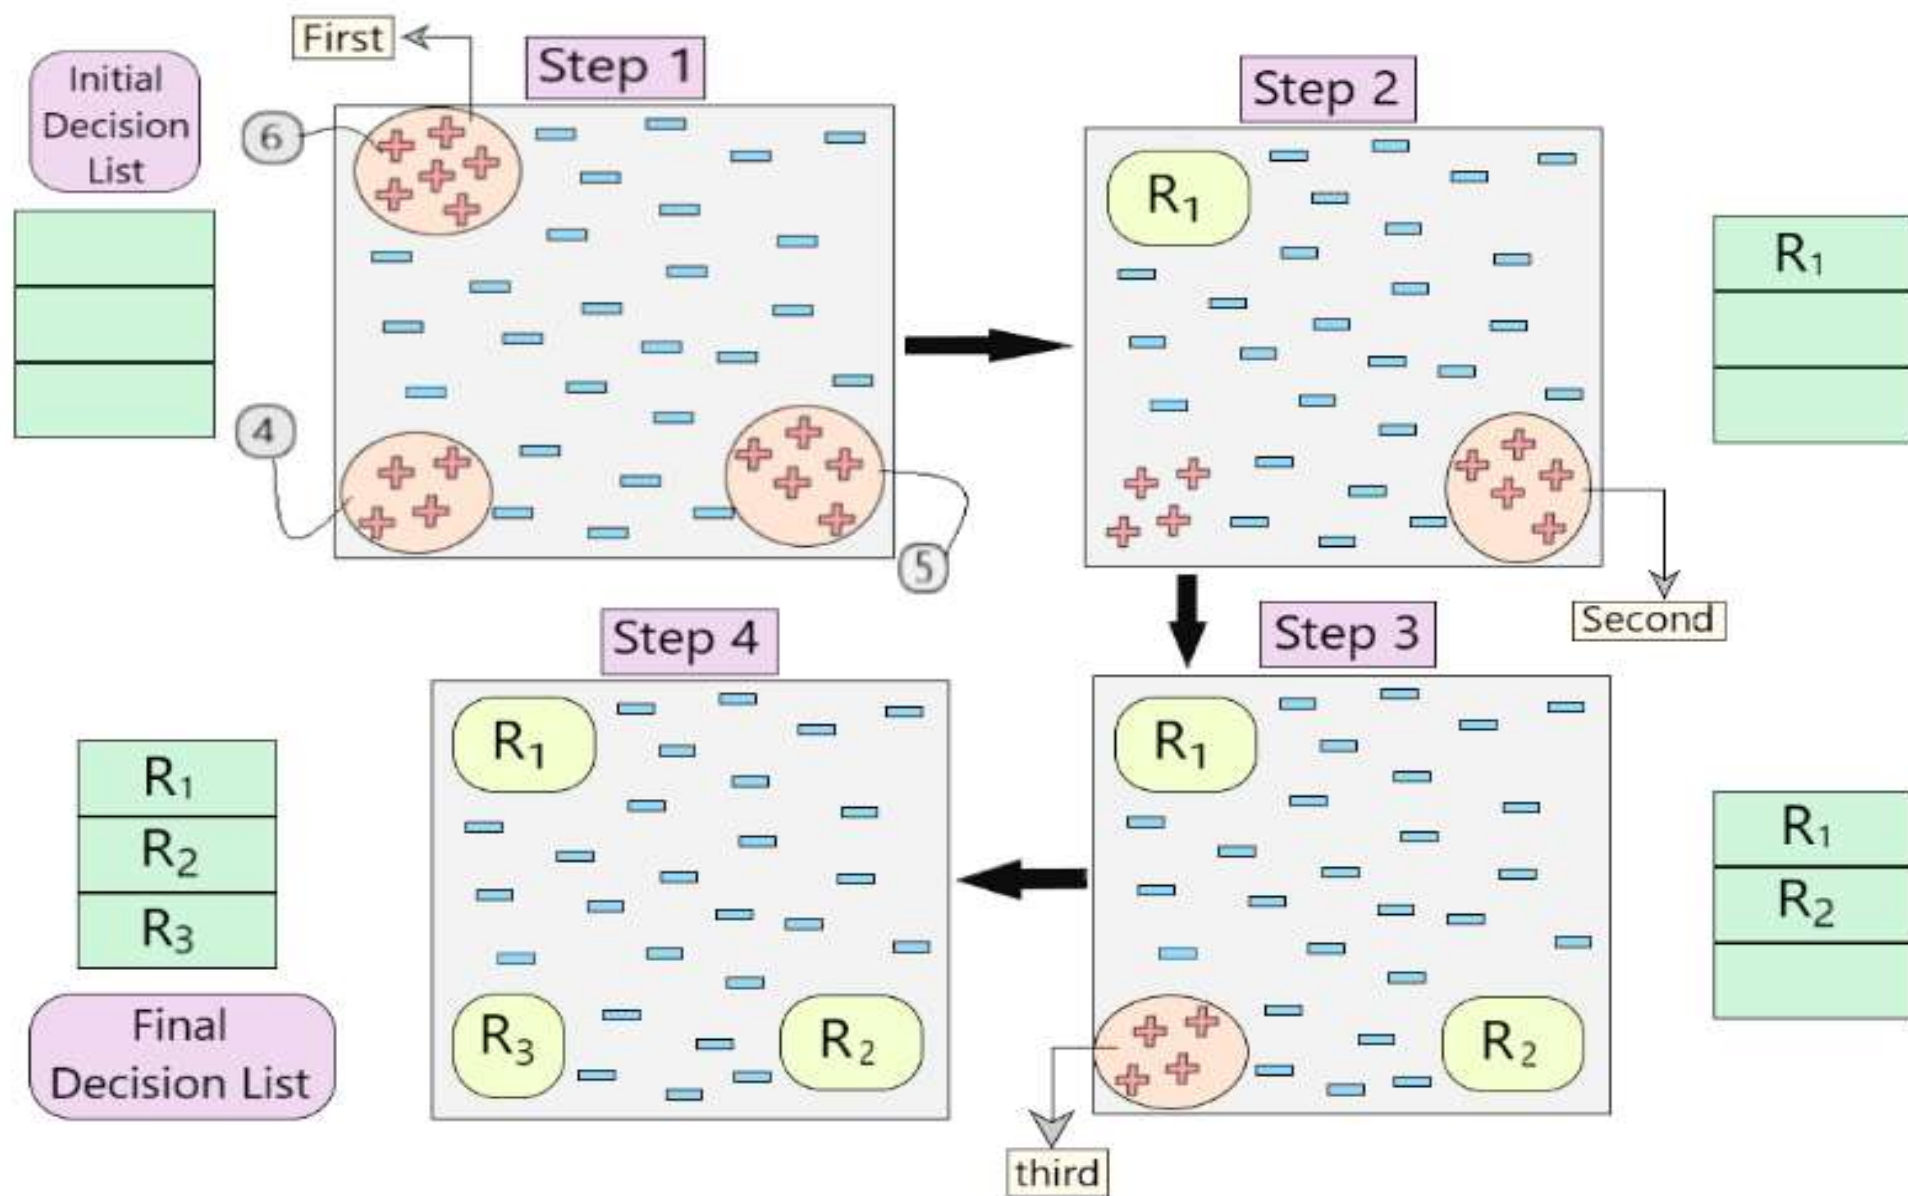 First
Step 1
Initial
Decision
List
6
4
5
Step 2
R1
R1
Second
Step 3
R1
R2
third
R1
R2
Step 4
R1
R3
R2
R1
R2
R3
Final
Decision List